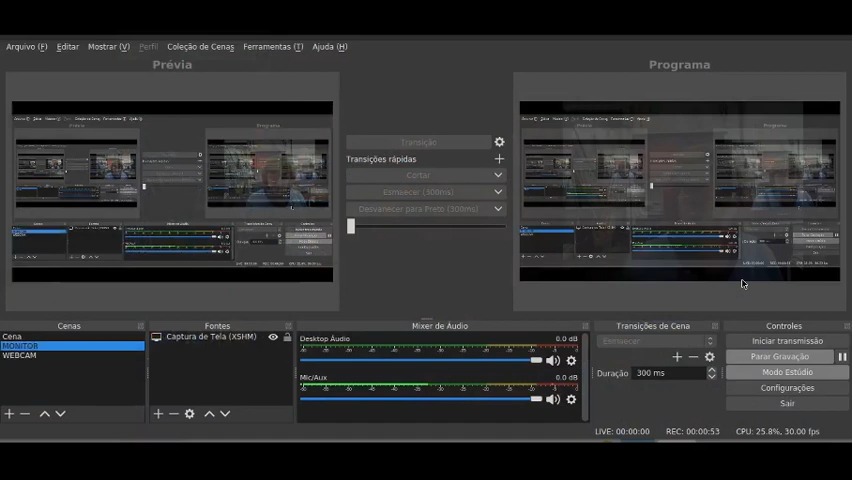 Arquivo (F) Editar Mostrar (V) Perfil Coleção de Cenas Ferramentas (T) Ajuda (H)
Prévia
Programa
Transição
Transições rápidas
Cortar
Esmaecer (300ms)
Desvanecer para Preto (300ms)
Cenas
Cena
MONITOR
WEBCAM
Fontes
Captura de Tela (XSHM)
Mixer de Áudio
Desktop Áudio 0.0 dB
Mic/Aux 0.0 dB
Transições de Cena
Esmaecer
Duração 300 ms
Controles
Iniciar transmissão
Parar Gravação
Modo Estúdio
Configurações
Sair
LIVE: 00:00:00 REC: 00:00:53 CPU: 25.8%, 30.00 fps